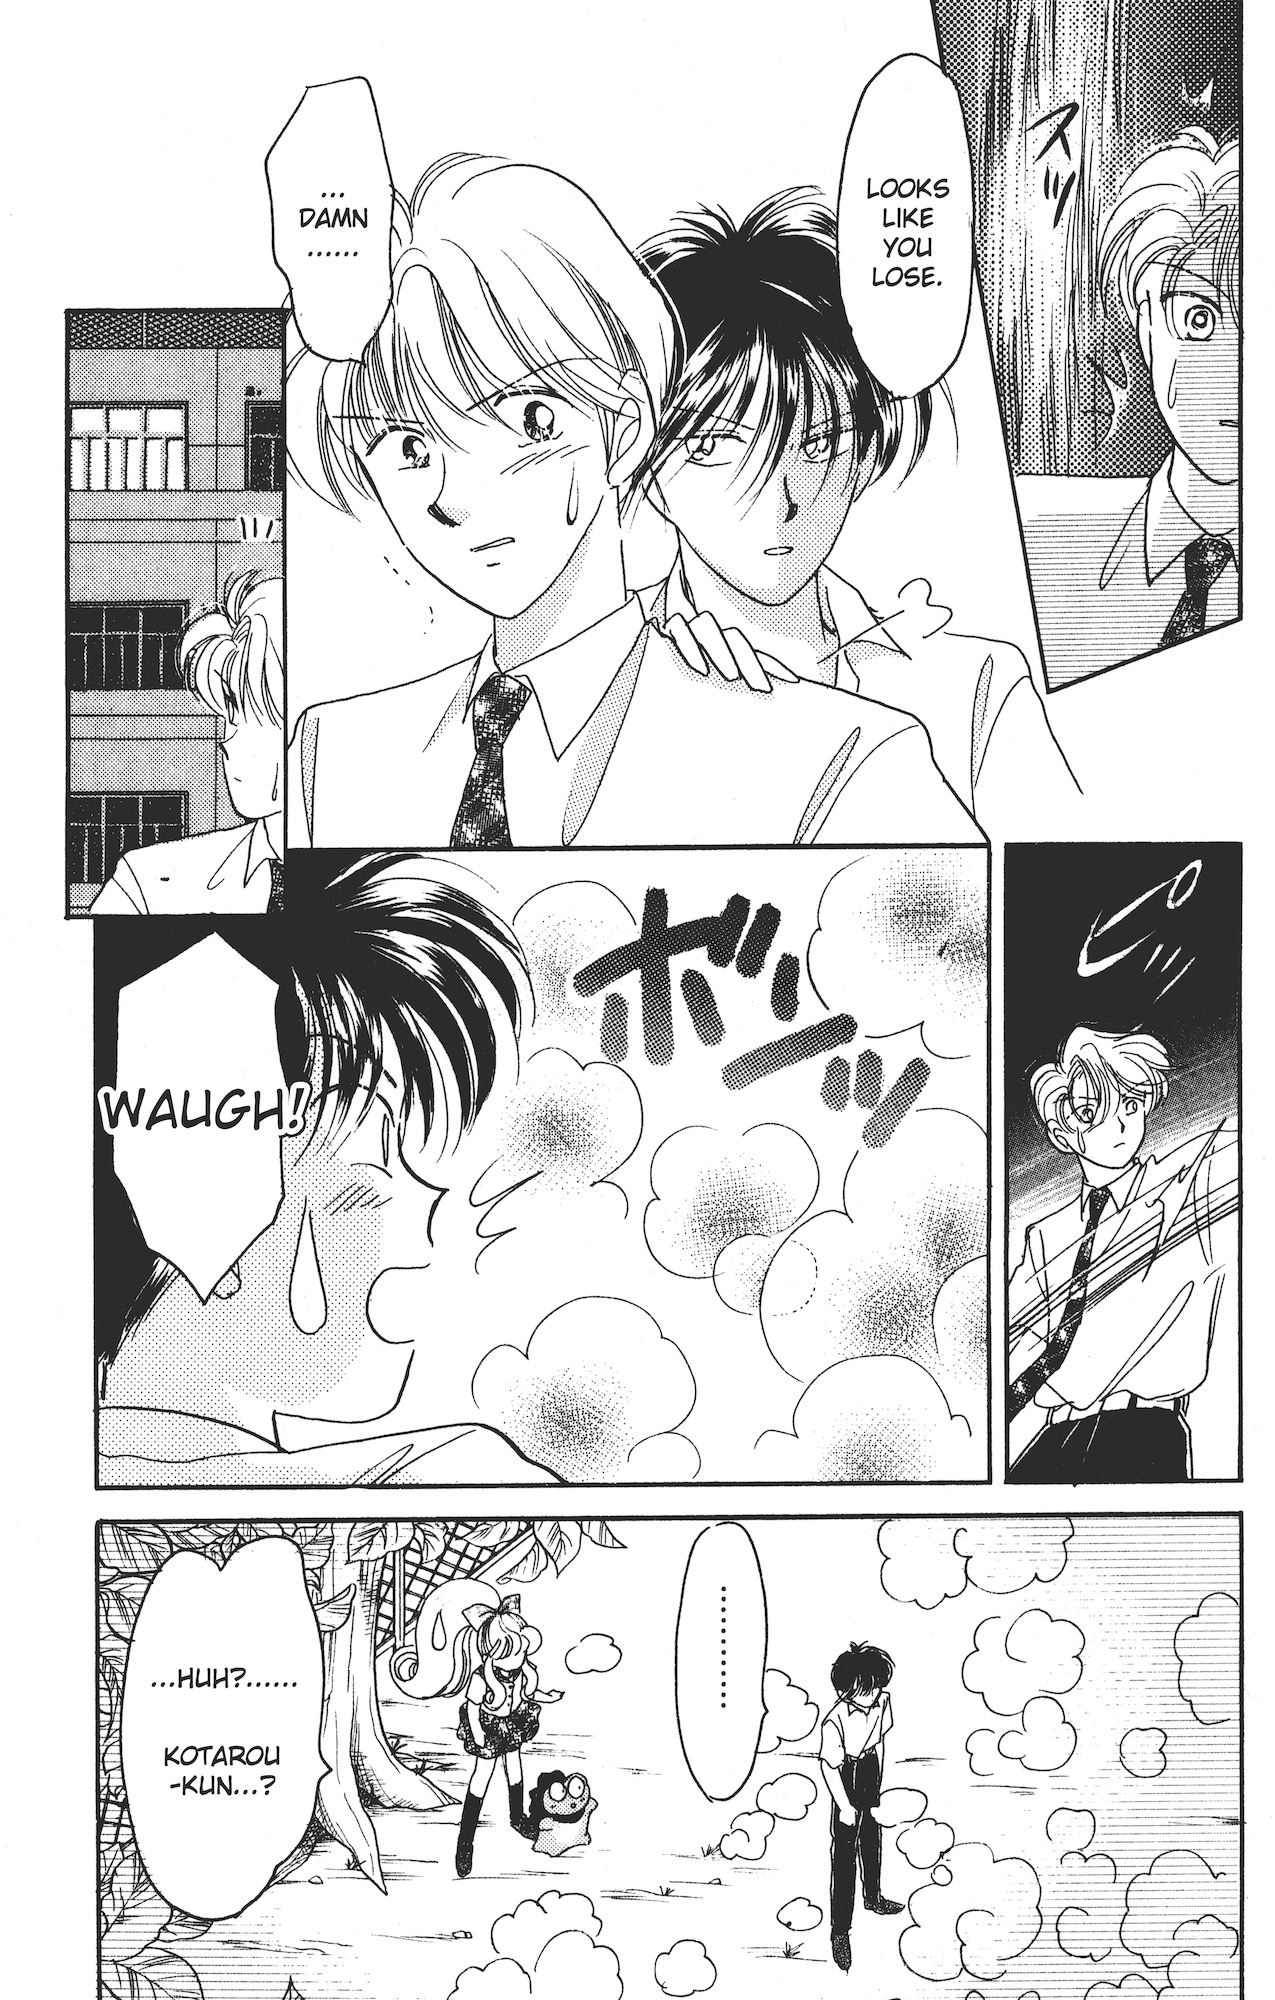 スッ
LOOKS
LIKE
YOU
LOSE.
...
DAMN
......
ボンッ
WAUGH!
..........
...HUH?......
KOTAROU
-KUN...?